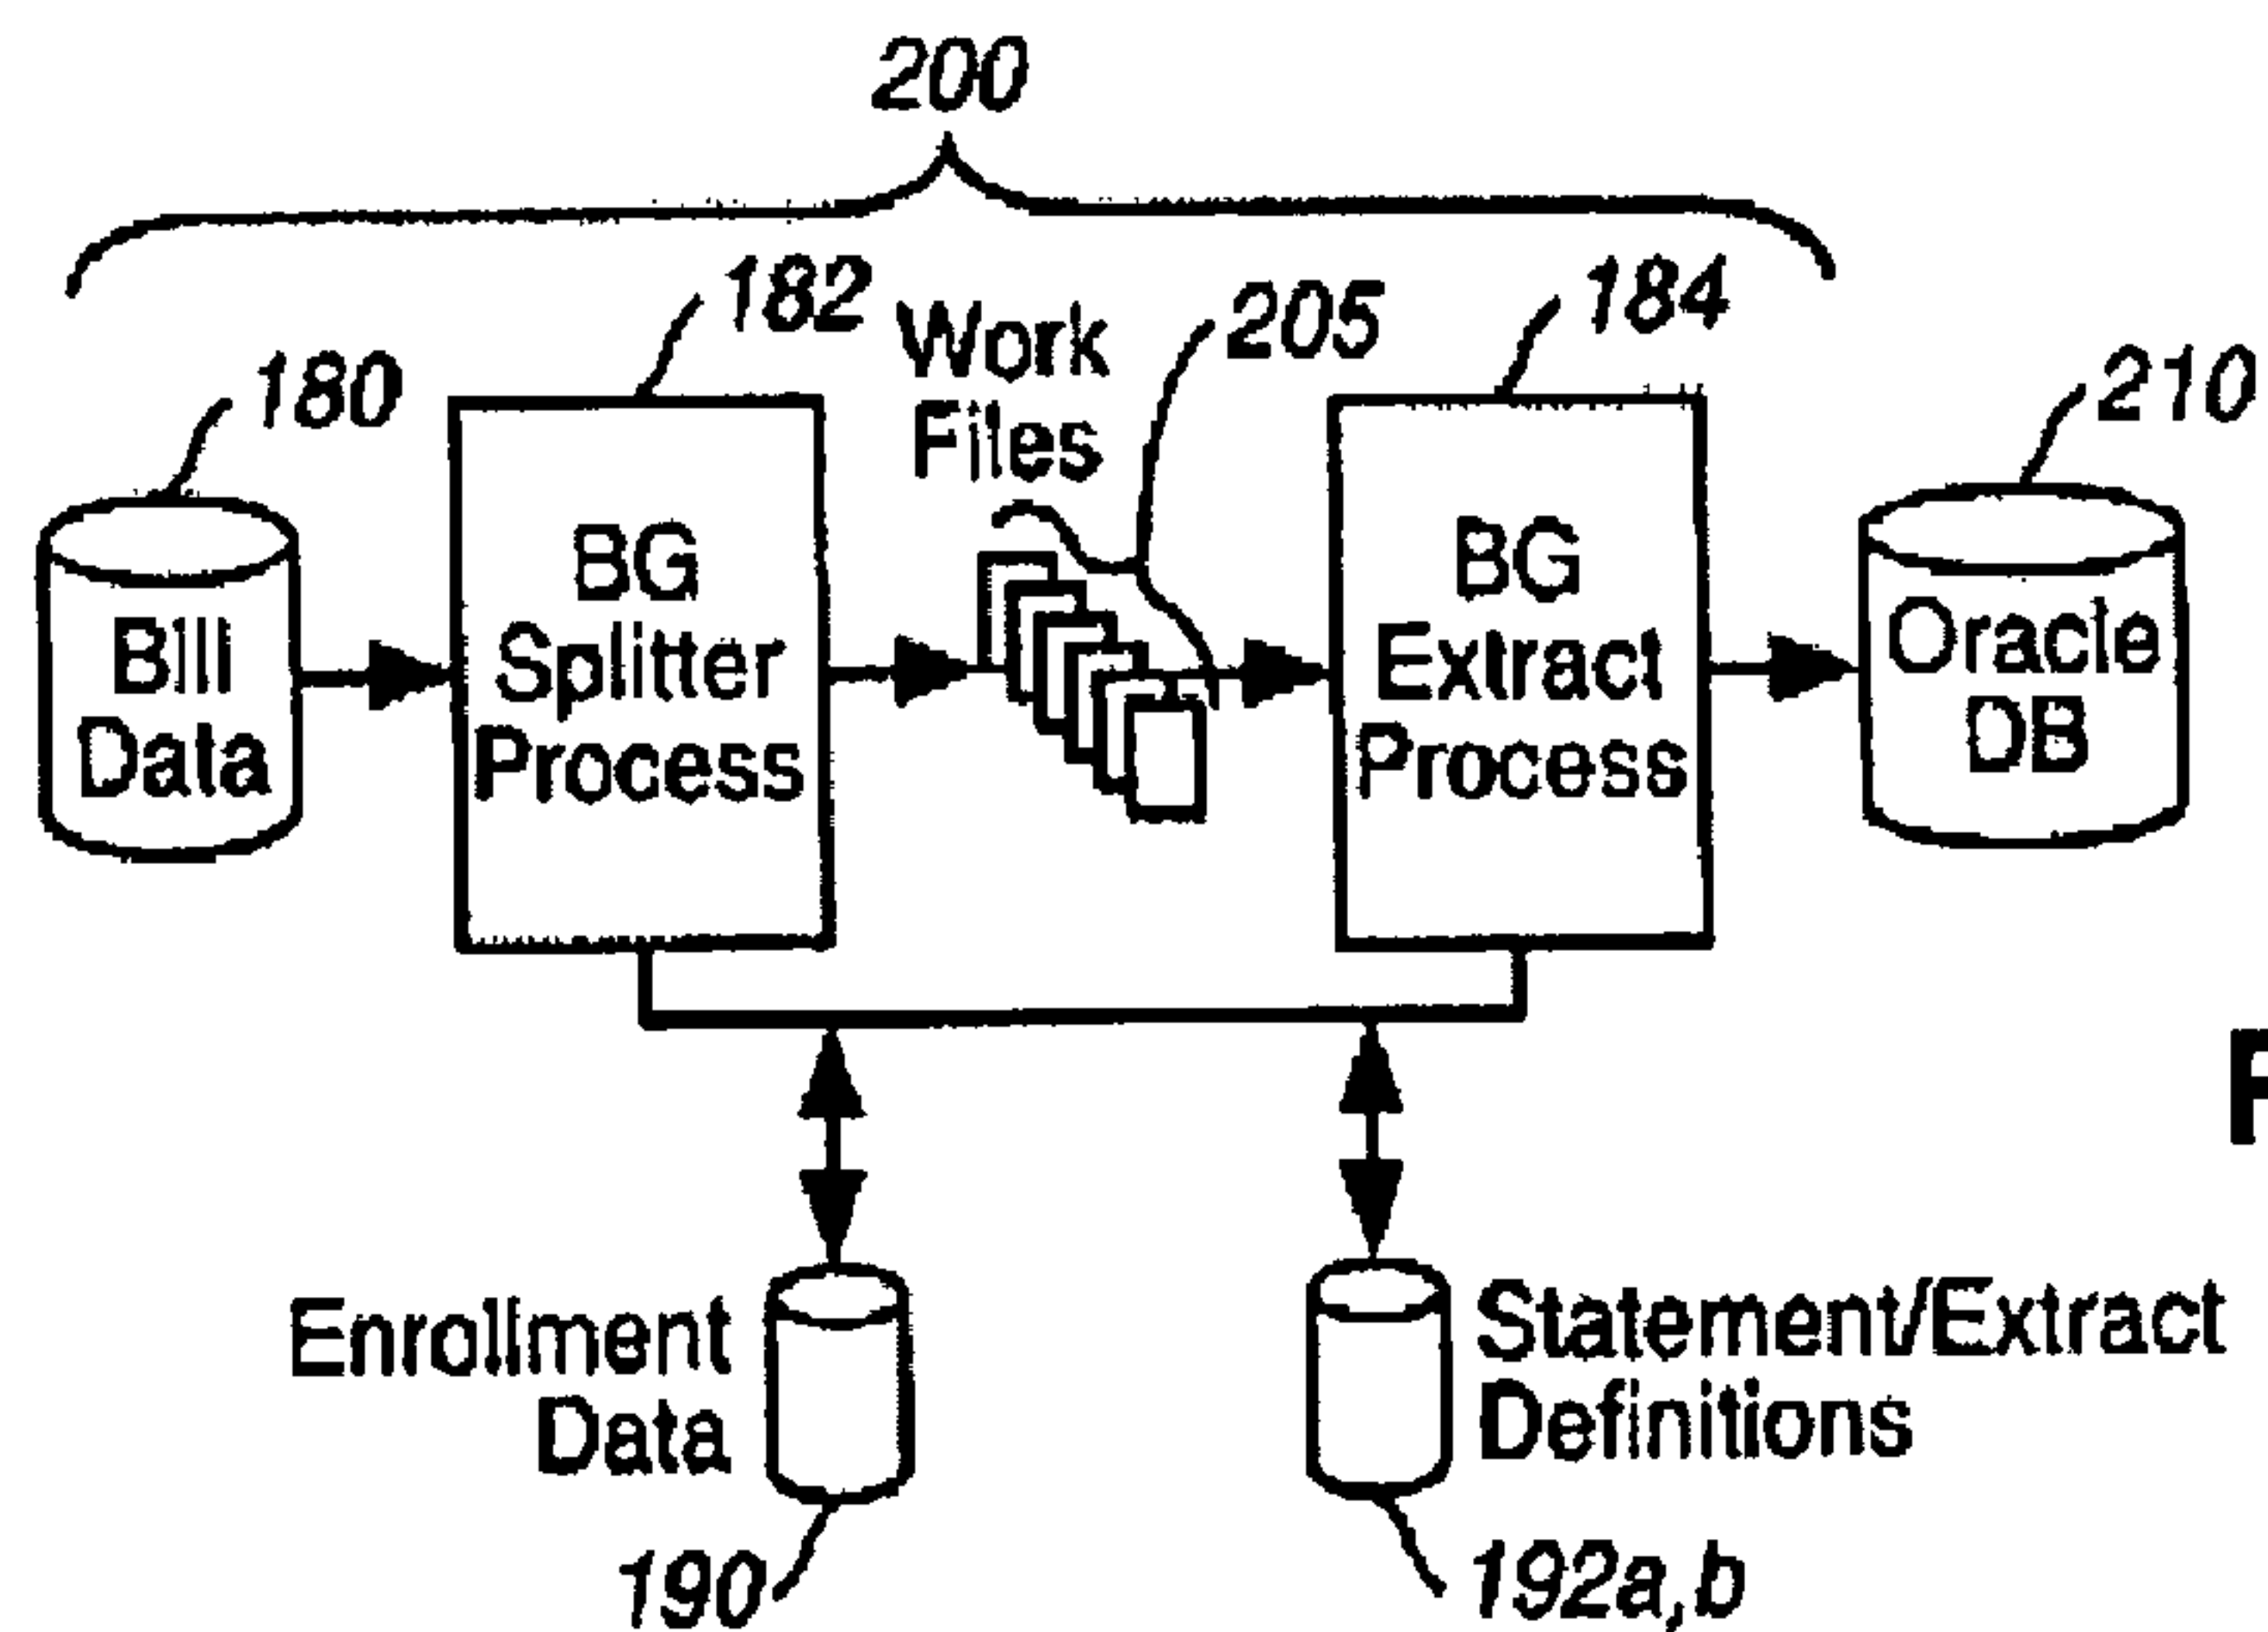 200
182
Work
Files
205
184
180
210
Bill
Data
BG
Splitter
Process
BG
Extract
Process
Oracle
DB
Enrollment
Data
Statement/Extract
Definitions
190
192a,b